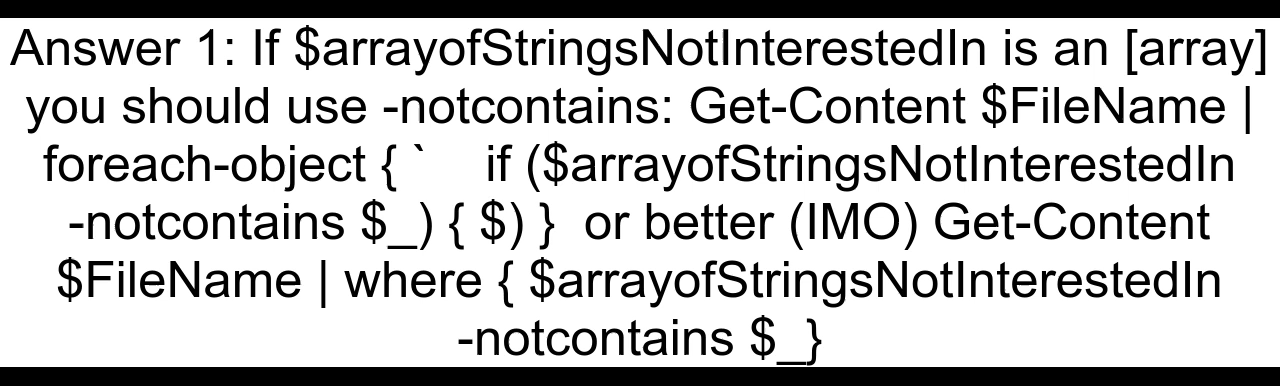 Answer 1: If $arrayofStringsNotInterestedIn is an [array]
you should use -notcontains: Get-Content $FileName |
foreach-object { `    if ($arrayofStringsNotInterestedIn
-notcontains $_) { $) }  or better (IMO) Get-Content
$FileName | where { $arrayofStringsNotInterestedIn
-notcontains $_}